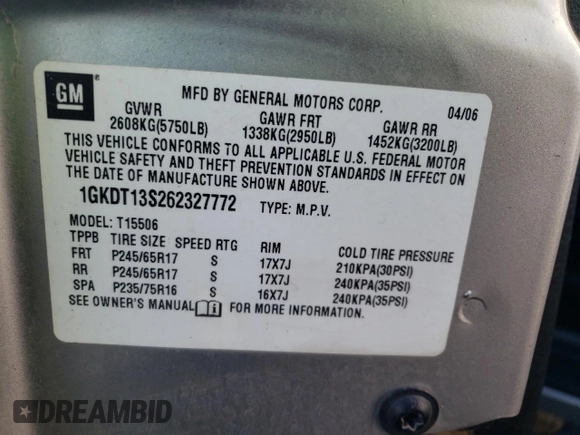 GM
MFD BY GENERAL MOTORS CORP. 04/06
GVWR GAWR FRT GAWR RR
2608KG(5750LB) 1338KG(2950LB) 1452KG(3200LB)
THIS VEHICLE CONFORMS TO ALL APPLICABLE U.S. FEDERAL MOTOR
VEHICLE SAFETY AND THEFT PREVENTION STANDARDS IN EFFECT ON
THE DATE OF MANUFACTURE SHOWN ABOVE.
1GKDT13S262327772 TYPE: M.P.V.
MODEL: T15506
TPPB TIRE SIZE SPEED RTG RIM COLD TIRE PRESSURE
FRT P245/65R17 S 17X7J 210KPA(30PSI)
RR P245/65R17 S 17X7J 240KPA(35PSI)
SPA P235/75R16 S 16X7J 240KPA(35PSI)
SEE OWNER'S MANUAL FOR MORE INFORMATION.
DREAMBID